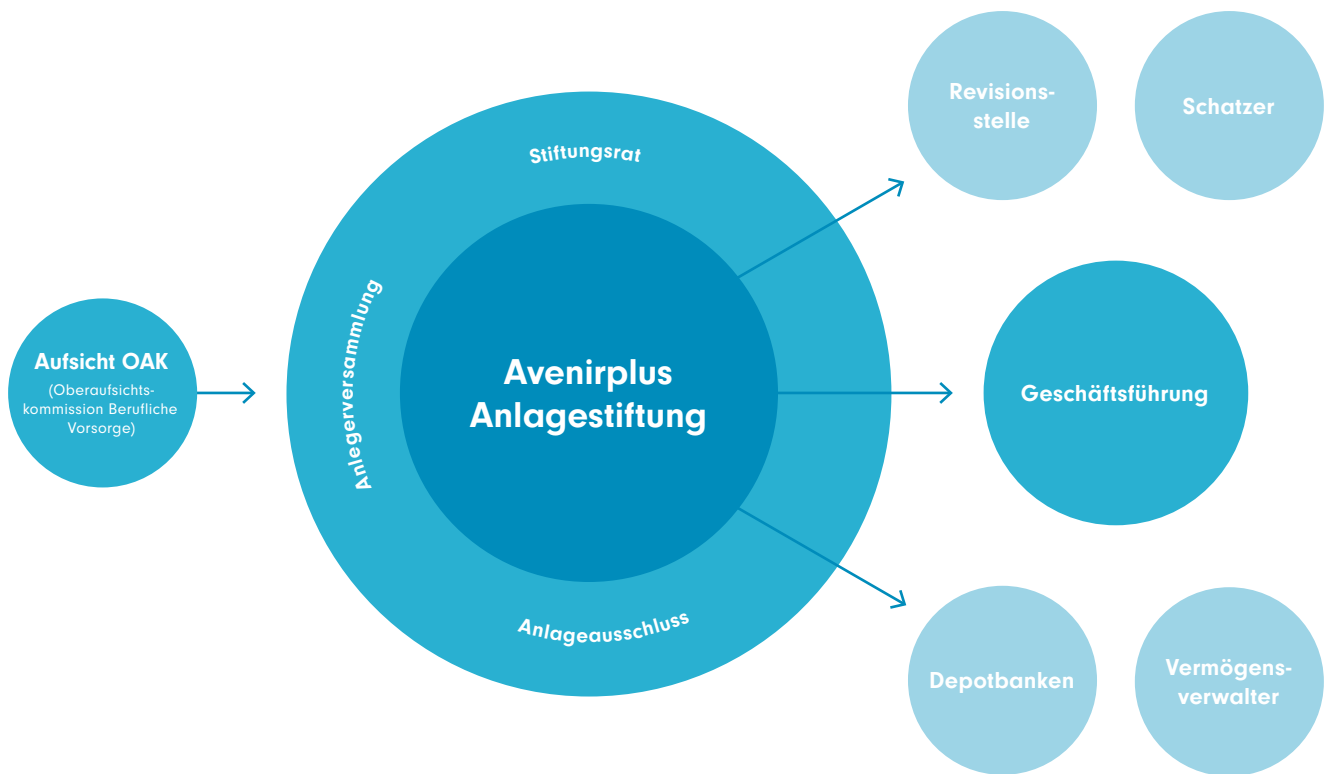 Aufsicht OAK
(Oberaufsichts-
kommission Berufliche
Vorsorge)
Stiftungsrat
Anlegerversammlung
Avenirplus
Anlagestiftung
Anlageausschluss
Revisions-
stelle
Schatzer
Geschäftsführung
Depotbanken
Vermögens-
verwalter